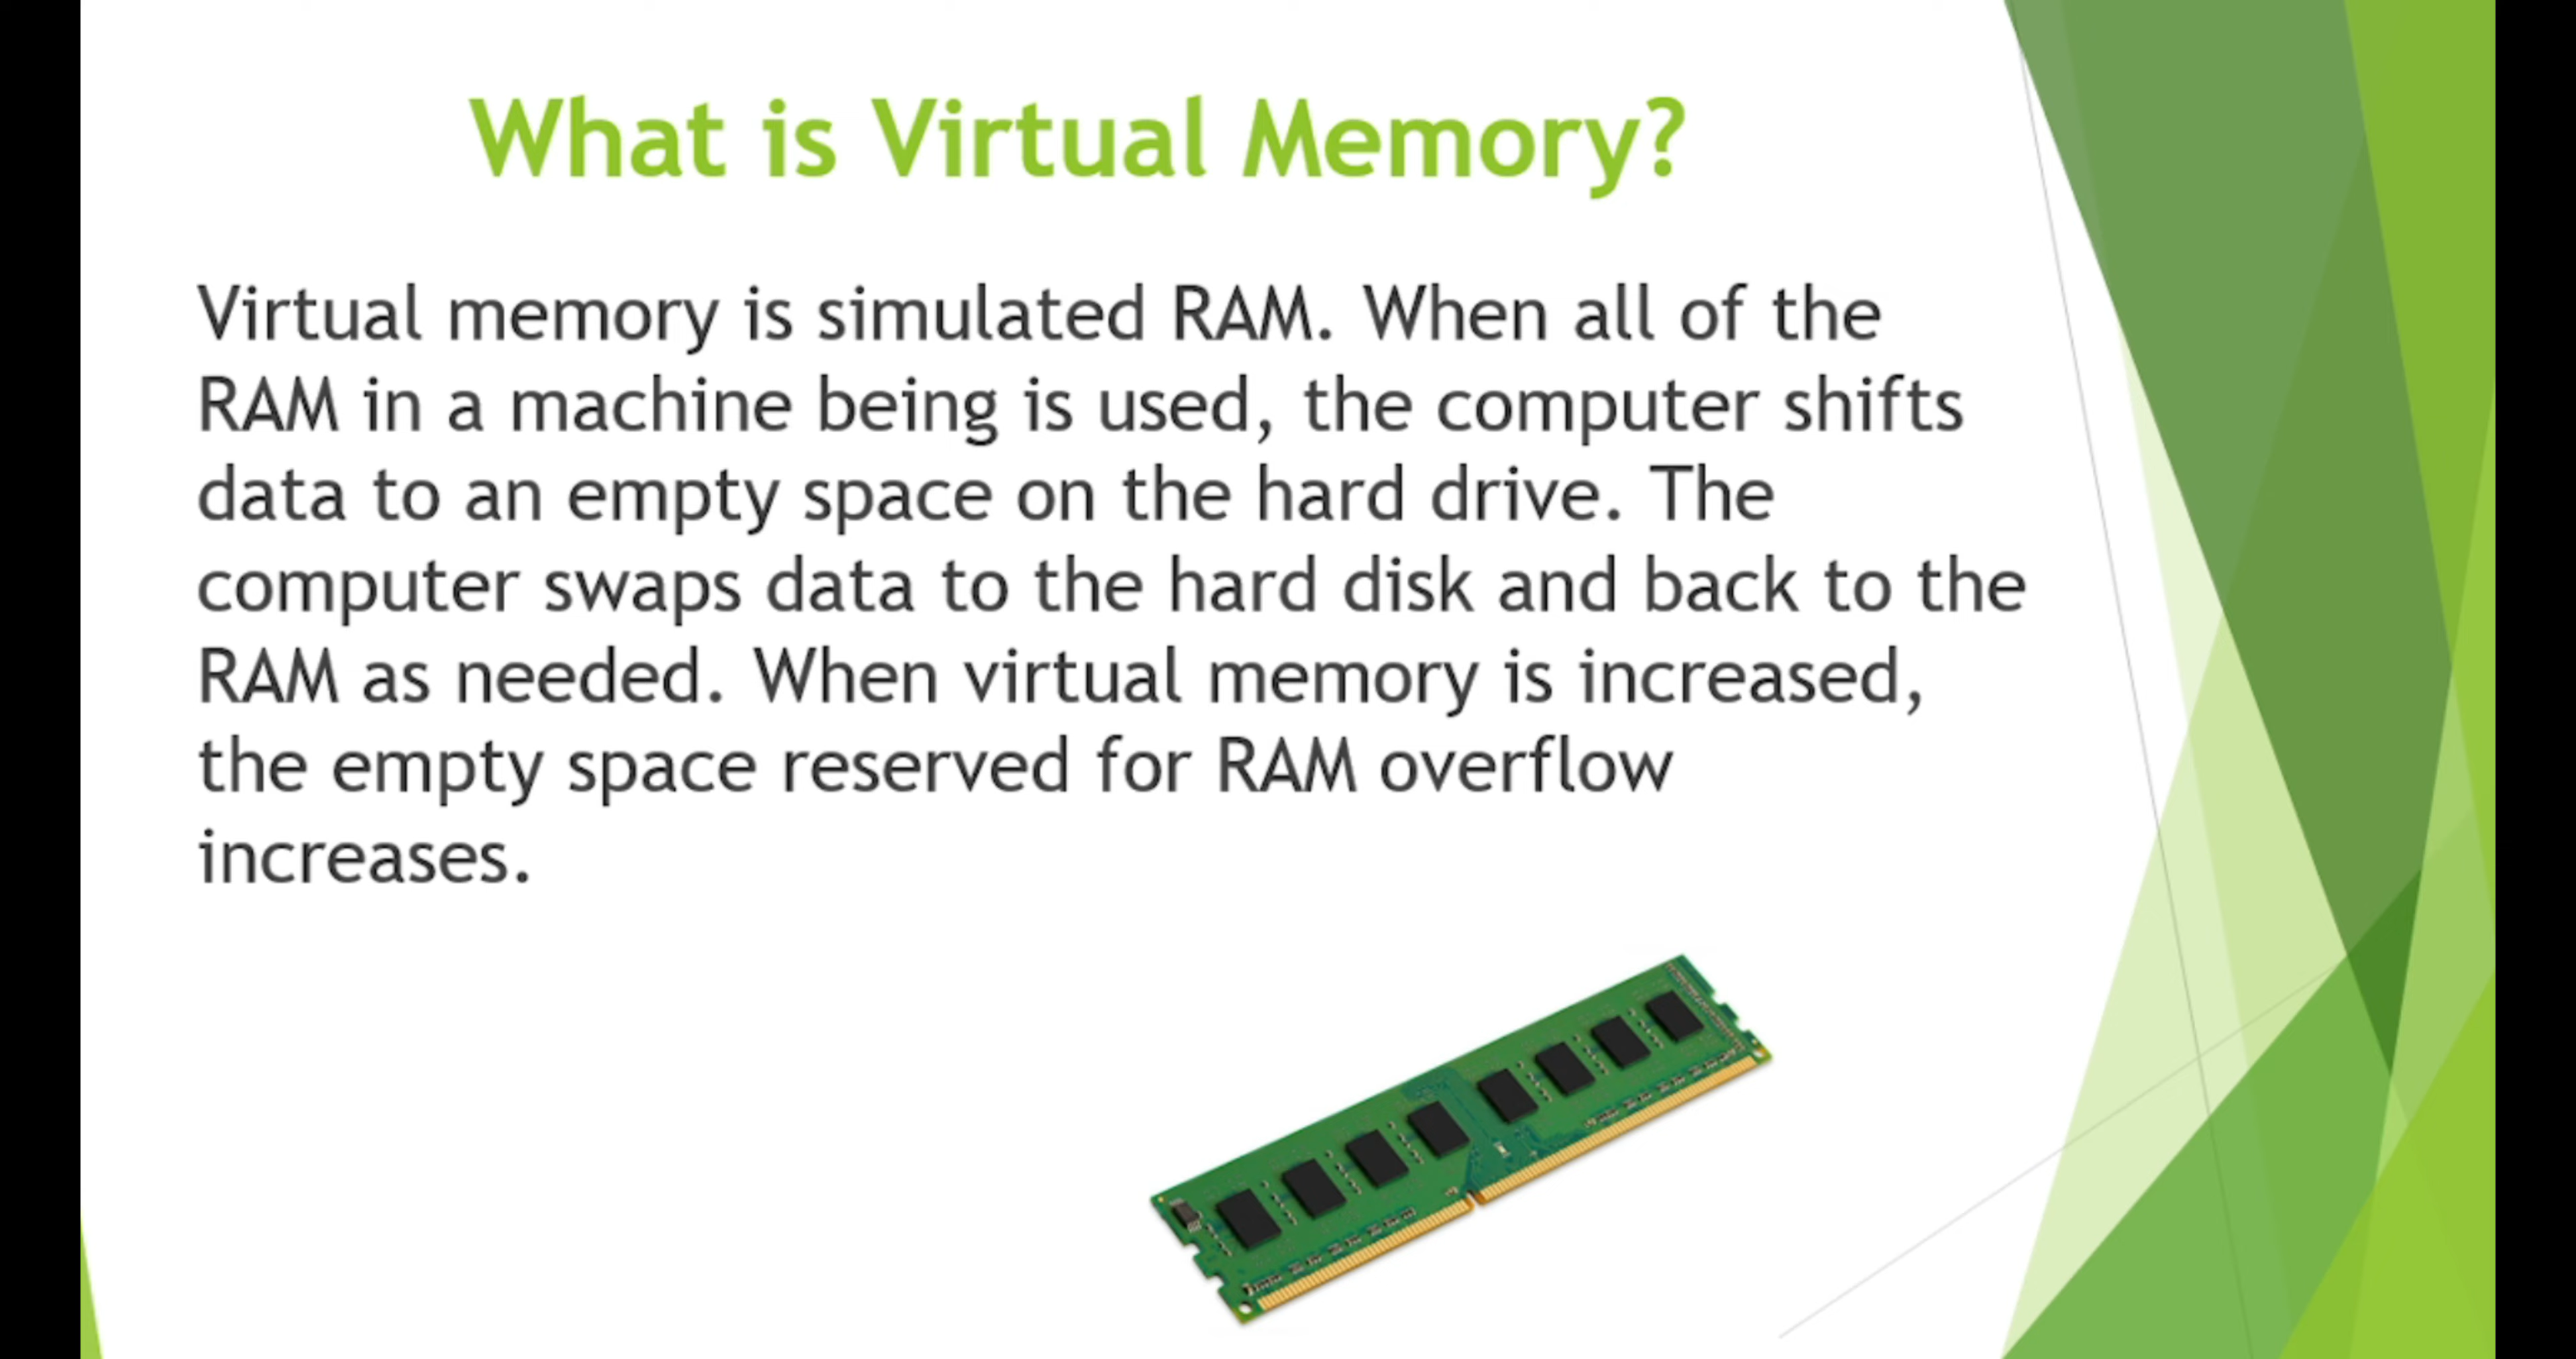 What is Virtual Memory?
Virtual memory is simulated RAM. When all of the
RAM in a machine being is used, the computer shifts
data to an empty space on the hard drive. The
computer swaps data to the hard disk and back to the
RAM as needed. When virtual memory is increased,
the empty space reserved for RAM overflow
increases.